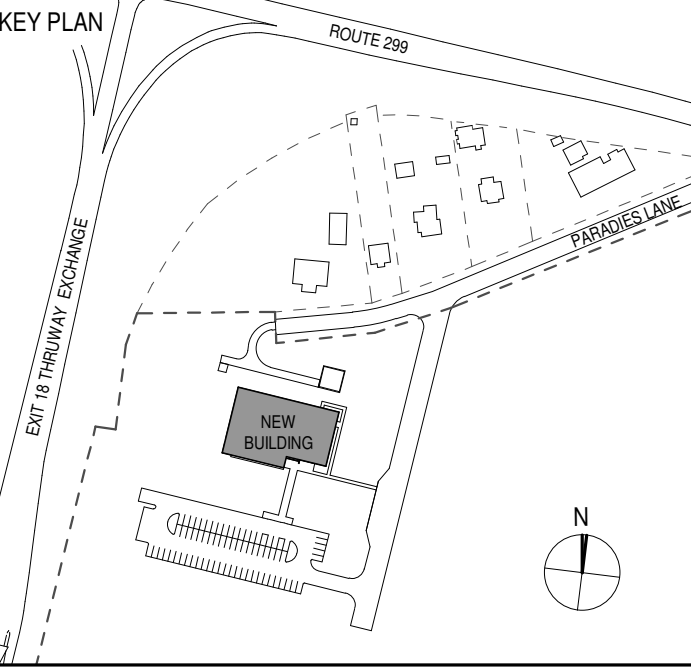 KEY PLAN
ROUTE 299
PARADIES LANE
EXIT 18 THRUWAY EXCHANGE
NEW
BUILDING
N